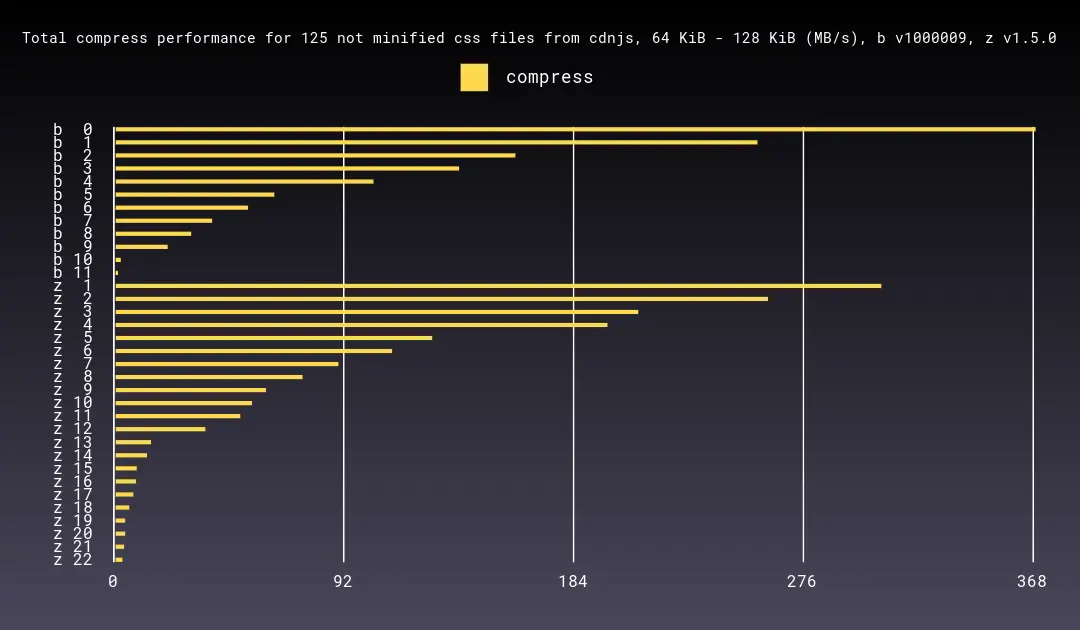 Total compress performance for 125 not minified css files from cdnjs, 64 KiB - 128 KiB (MB/s), b v1000009, z v1.5.0
compress
b 0
b 1
b 2
b 3
b 4
b 5
b 6
b 7
b 8
b 9
b 10
b 11
z 1
z 2
z 3
z 4
z 5
z 6
z 7
z 8
z 9
z 10
z 11
z 12
z 13
z 14
z 15
z 16
z 17
z 18
z 19
z 20
z 21
z 22
0 92 184 276 368